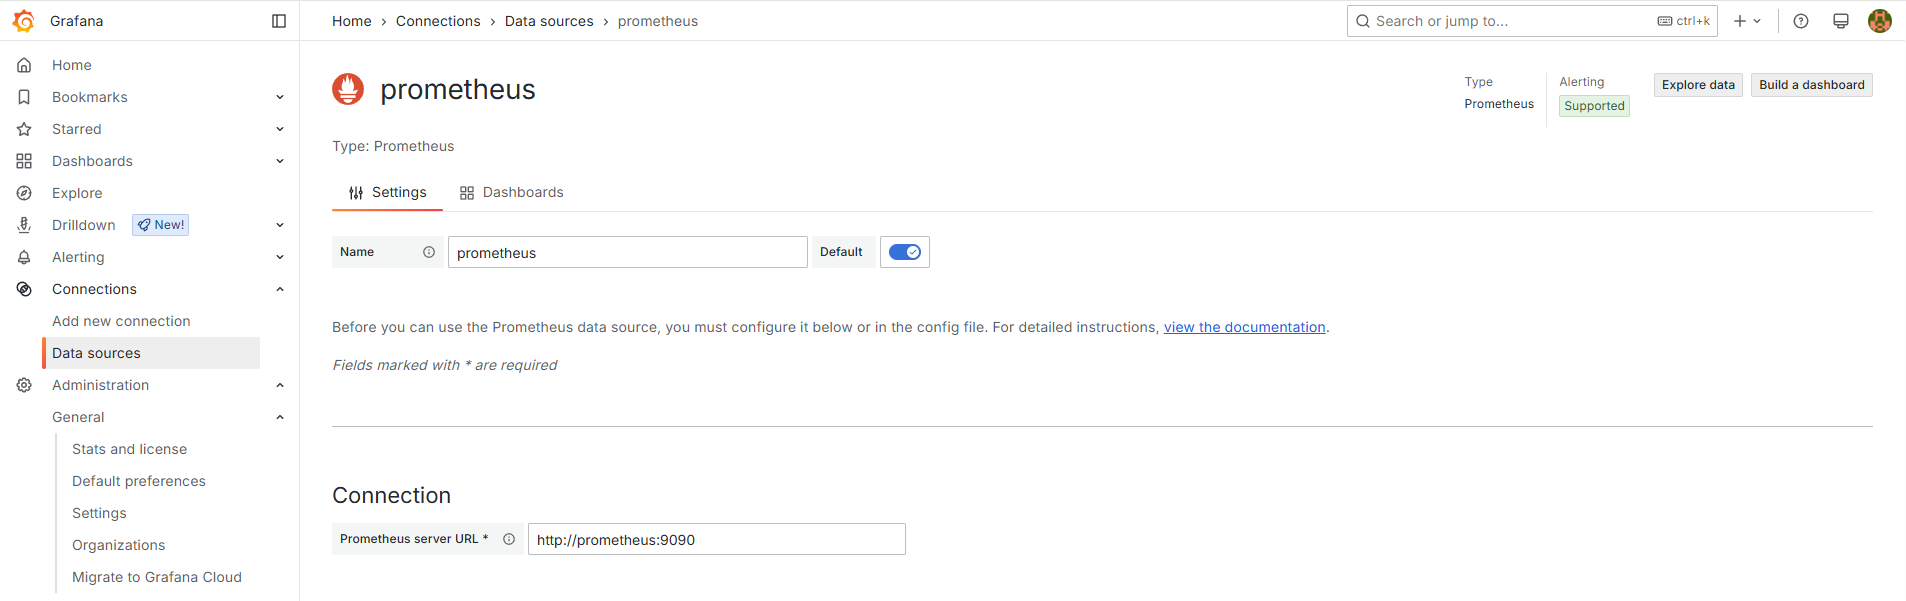 Grafana
Home › Connections › Data sources › prometheus
Search or jump to...
ctrl+k
Home
Bookmarks
Starred
Dashboards
Explore
Drilldown
New!
Alerting
Connections
Add new connection
Data sources
Administration
General
Stats and license
Default preferences
Settings
Organizations
Migrate to Grafana Cloud
prometheus
Type
Prometheus
Alerting
Supported
Explore data
Build a dashboard
Type: Prometheus
Settings
Dashboards
Name
prometheus
Default
Before you can use the Prometheus data source, you must configure it below or in the config file. For detailed instructions, view the documentation.
Fields marked with * are required
Connection
Prometheus server URL *
http://prometheus:9090